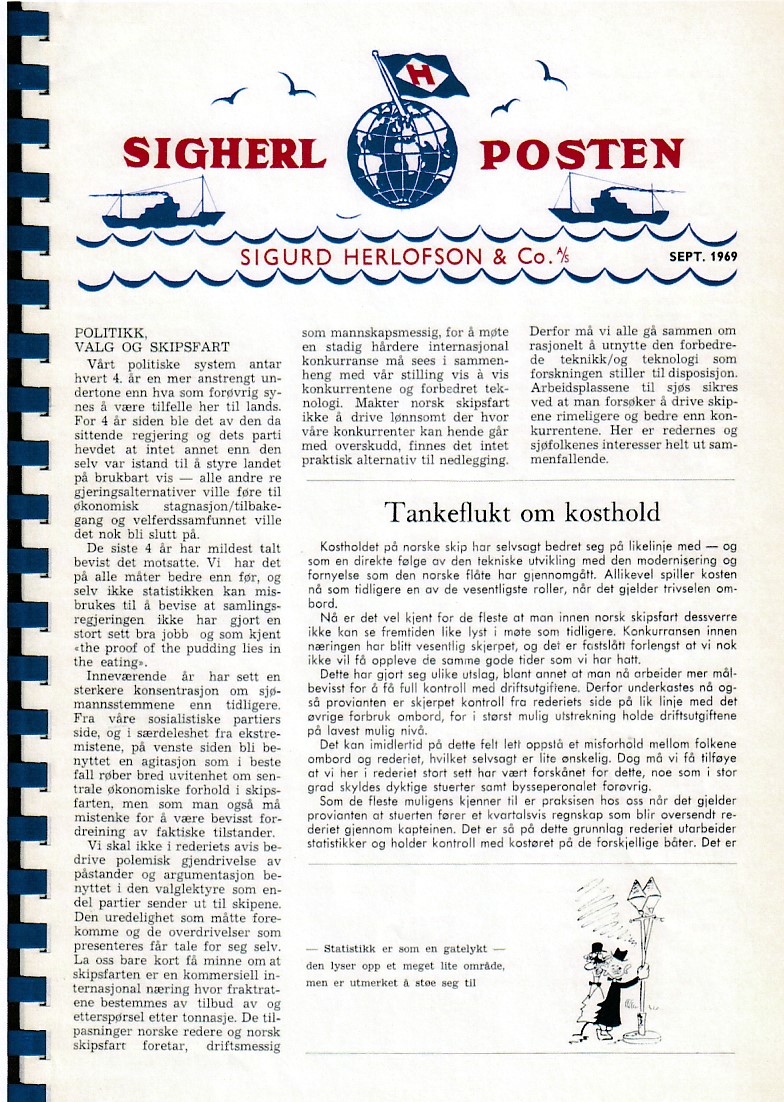 H
SIGHERL POSTEN
SIGURD HERLOFSON & Co. A/S
SEPT. 1969
POLITIKK,
VALG OG SKIPSFART
Vårt politiske system antar
hvert 4. år en mer anstrengt un-
dertone enn hva som forøvrig sy-
nes å være tilfelle her til lands.
For 4 år siden ble det av den da
sittende regjering og dets parti
hevdet at intet annet enn den
selv var istand til å styre landet
på brukbart vis — alle andre re
gjeringsalternativer ville føre til
økonomisk stagnasjon/tilbake-
gang og velferdssamfunnet ville
det nok bli slutt på.
De siste 4 år har mildest talt
bevist det motsatte. Vi har det
på alle måter bedre enn før, og
selv ikke statistikken kan mis-
brukes til å bevise at samlings-
regjeringen ikke har gjort en
stort sett bra jobb og som kjent
«the proof of the pudding lies in
the eating».
Inneværende år har sett en
sterkere konsentrasjon om sjø-
mannsstemmene enn tidligere.
Fra våre sosialistiske partiers
side, og i særdeleshet fra ekstre-
mistene, på venste siden bli be-
nyttet en agitasjon som i beste
fall røber bred uvitenhet om sen-
trale økonomiske forhold i skips-
farten, men som man også må
mistenke for å være bevisst for-
dreining av faktiske tilstander.
Vi skal ikke i rederiets avis be-
drive polemisk gjendrivelse av
påstander og argumentasjon be-
nyttet i den valglektyre som en-
del partier sender ut til skipene.
Den uredelighet som måtte fore-
komme og de overdrivelser som
presenteres får tale for seg selv.
La oss bare kort få minne om at
skipsfarten er en kommersiell in-
ternasjonal næring hvor fraktrat-
ene bestemmes av tilbud av og
etterspørsel etter tonnasje. De til-
pasninger norske redere og norsk
skipsfart foretar, driftsmessig
som mannskapsmessig, for å møte
en stadig hårdere internasjonal
konkurranse må sees i sammen-
heng med vår stilling vis à vis
konkurrentene og forbedret tek-
nologi. Makter norsk skipsfart
ikke å drive lønnsomt der hvor
våre konkurrenter kan hende går
med overskudd, finnes det intet
praktisk alternativ til nedlegging.
Derfor må vi alle gå sammen om
rasjonelt å utnytte den forbedre-
de teknikk/og teknologi som
forskningen stiller til disposisjon.
Arbeidsplassene til sjøs sikres
ved at man forsøker å drive skip-
ene rimeligere og bedre enn kon-
kurrentene. Her er redernes og
sjøfolkenes interesser helt ut sam-
menfallende.
Tankeflukt om kosthold
Kostholdet på norske skip har selvsagt bedret seg på likelinje med — og
som en direkte følge av den tekniske utvikling med den modernisering og
fornyelse som den norske flåte har gjennomgått. Allikevel spiller kosten
nå som tidligere en av de vesentligste roller, når det gjelder trivselen om-
bord.
Nå er det vel kjent for de fleste at man innen norsk skipsfart dessverre
ikke kan se fremtiden like lyst i møte som tidligere. Konkurransen innen
næringen har blitt vesentlig skjerpet, og det er fastslått forlengst at vi nok
ikke vil få oppleve de samme gode tider som vi har hatt.
Dette har gjort seg ulike utslag, blant annet at man nå arbeider mer mål-
bevisst for å få full kontroll med driftsutgiftene. Derfor underkastes nå og-
så provianten er skjerpet kontroll fra rederiets side på lik linje med det
øvrige forbruk ombord, for i størst mulig utstrekning holde driftsutgiftene
på lavest mulig nivå.
Det kan imidlertid på dette felt lett oppstå et misforhold mellom folkene
ombord og rederiet, hvilket selvsagt er lite ønskelig. Dog må vi få tilføye
at vi her i rederiet stort sett har vært forskånet for dette, noe som i stor
grad skyldes dyktige stuerter samt bysseperonalet forøvrig.
Som de fleste muligens kjenner til er praksisen hos oss når det gjelder
provianten at stuerten fører et kvartalsvis regnskap som blir oversendt re-
deriet gjennom kapteinen. Det er så på dette grunnlag rederiet utarbeider
statistikker og holder kontroll med kostøret på de forskjellige båter. Det er
— Statistikk er som en gatelykt —
den lyser opp et meget lite område,
men er utmerket å støe seg til